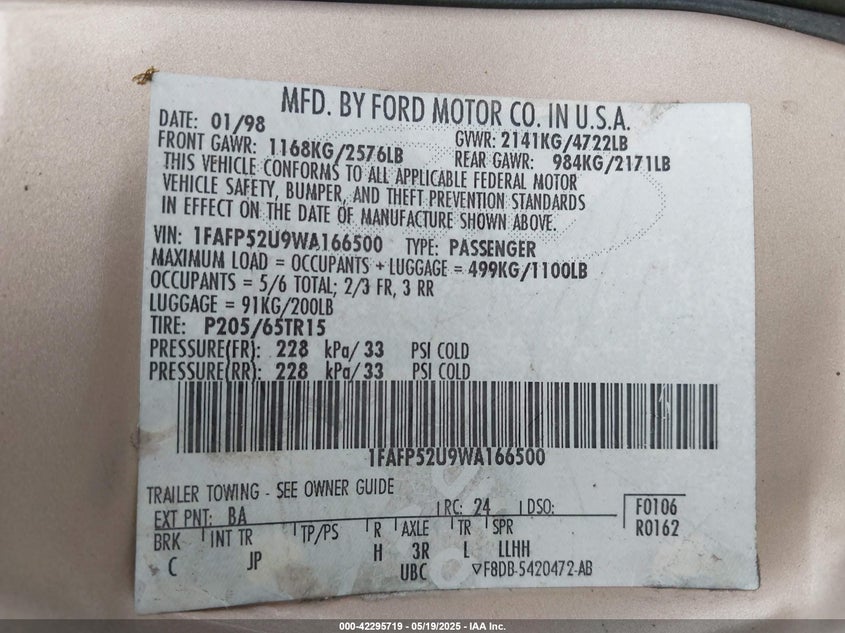 MFD. BY FORD MOTOR CO. IN U.S.A.
DATE: 01/98 GVWR: 2141KG/4722LB
FRONT GAWR: 1168KG/2576LB REAR GAWR: 984KG/2171LB
THIS VEHICLE CONFORMS TO ALL APPLICABLE FEDERAL MOTOR
VEHICLE SAFETY, BUMPER, AND THEFT PREVENTION STANDARDS
IN EFFECT ON THE DATE OF MANUFACTURE SHOWN ABOVE.
VIN: 1FAFP52U9WA166500 TYPE: PASSENGER
MAXIMUM LOAD = OCCUPANTS + LUGGAGE = 499KG/1100LB
OCCUPANTS = 5/6 TOTAL; 2/3 FR, 3 RR
LUGGAGE = 91KG/200LB
TIRE: P205/65TR15
PRESSURE(FR): 228 kPa/ 33 PSI COLD
PRESSURE(RR): 228 kPa/ 33 PSI COLD
1FAFP52U9WA166500
TRAILER TOWING - SEE OWNER GUIDE
EXT PNT: BA RC: 24 DSO: F0106
R0162
BRK INT TR TP/PS R AXLE TR SPR
C JP H 3R L LLHH
UBC ▽F8DB-5420472-AB
000-42295719 - 05/19/2025 - IAA Inc.